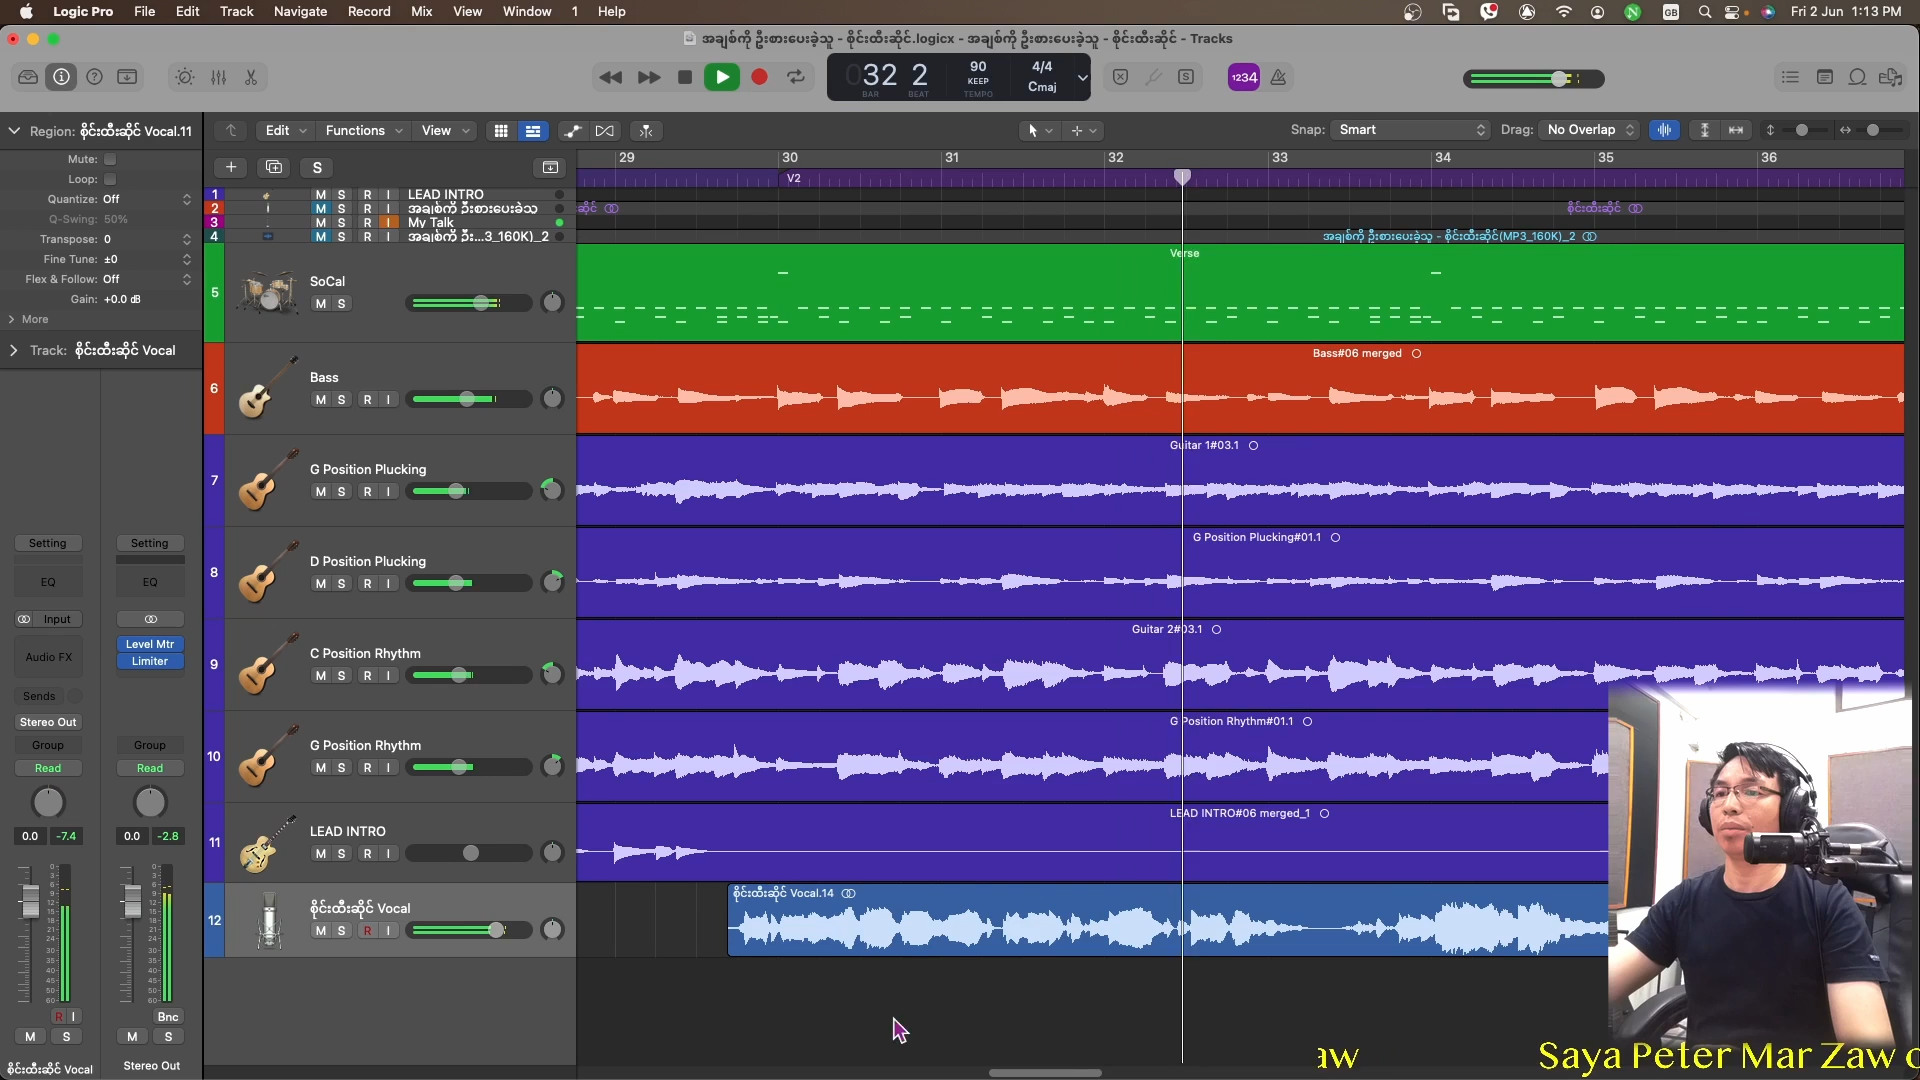 Logic Pro File Edit Track Navigate Record Mix View Window 1 Help
GB Fri 2 Jun 1:13 PM
အချစ်ကို ဦးစားပေးခဲ့သူ - စိုင်းထီးဆိုင်.logicx - အချစ်ကို ဦးစားပေးခဲ့သူ - စိုင်းထီးဆိုင် - Tracks
032 2 90 KEEP 4/4 Cmaj
BAR BEAT TEMPO
1234
Region: စိုင်းထီးဆိုင် Vocal.11
Mute:
Loop:
Quantize: Off
Q-Swing: 50%
Transpose: 0
Fine Tune: ±0
Flex & Follow: Off
Gain: +0.0 dB
More
Track: စိုင်းထီးဆိုင် Vocal
Edit Functions View Snap: Smart Drag: No Overlap
S
29 30 31 32 33 34 35 36
V2
1 M S R I LEAD INTRO
2 M S R I အချစ်ကို ဦးစားပေးခဲ့သူ
ဆိုင် စိုင်းထီးဆိုင်
3 M S R I My Talk
4 M S R I အချစ်ကို ဦး...3_160K)_2
အချစ်ကို ဦးစားပေးခဲ့သူ - စိုင်းထီးဆိုင်(MP3_160K)_2
5 SoCal
M S
Verse
6 Bass
M S R I
Bass#06 merged
7 G Position Plucking
M S R I
Guitar 1#03.1
8 D Position Plucking
M S R I
G Position Plucking#01.1
9 C Position Rhythm
M S R I
Guitar 2#03.1
10 G Position Rhythm
M S R I
G Position Rhythm#01.1
11 LEAD INTRO
M S R I
LEAD INTRO#06 merged_1
12 စိုင်းထီးဆိုင် Vocal
M S R I
စိုင်းထီးဆိုင် Vocal.14
Setting Setting
EQ EQ
Input
Level Mtr
Audio FX Limiter
Sends
Stereo Out
Group Group
Read Read
0.0 -7.4 0.0 -2.8
R I Bnc
M S M S
စိုင်းထီးဆိုင် Vocal Stereo Out
aw Saya Peter Mar Zaw